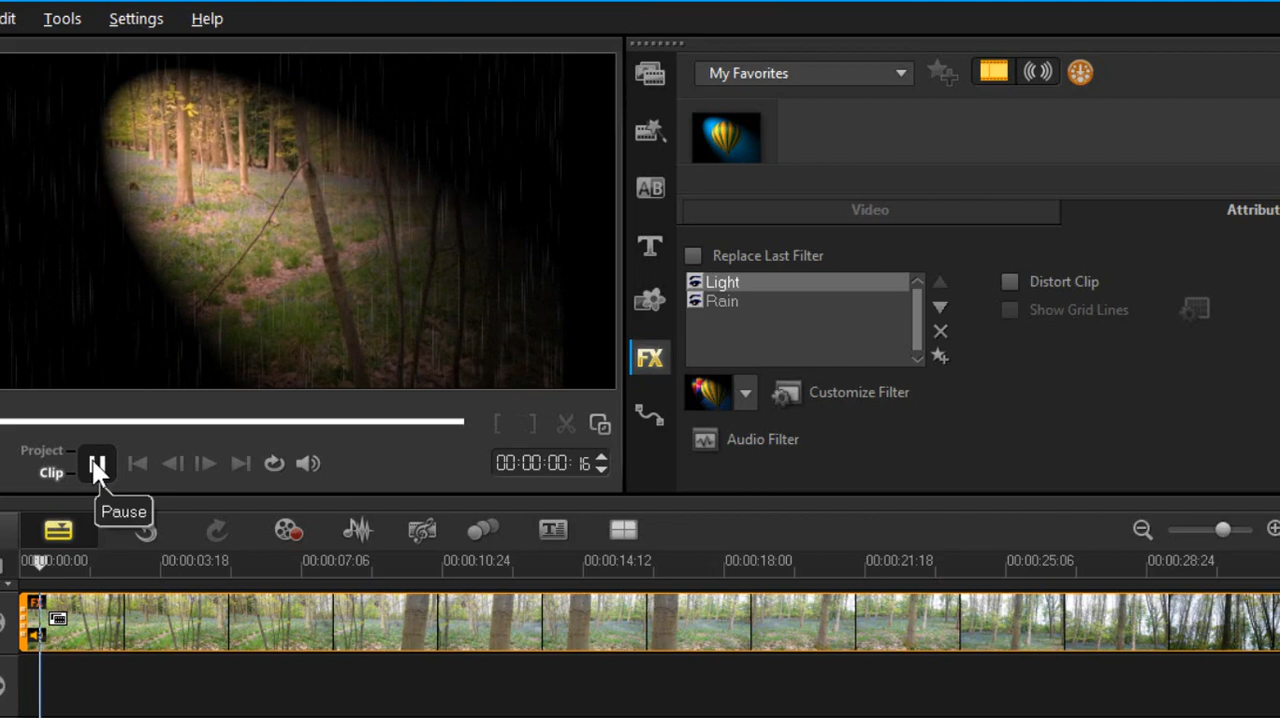 dit Tools Settings Help
My Favorites
AB
T
FX
Video
Attribut
Replace Last Filter
Light
Rain
Distort Clip
Show Grid Lines
Customize Filter
Audio Filter
Project
Clip
00:00:00:16
Pause
00:00:00:00 00:00:03:18 00:00:07:06 00:00:10:24 00:00:14:12 00:00:18:00 00:00:21:18 00:00:25:06 00:00:28:24
FX